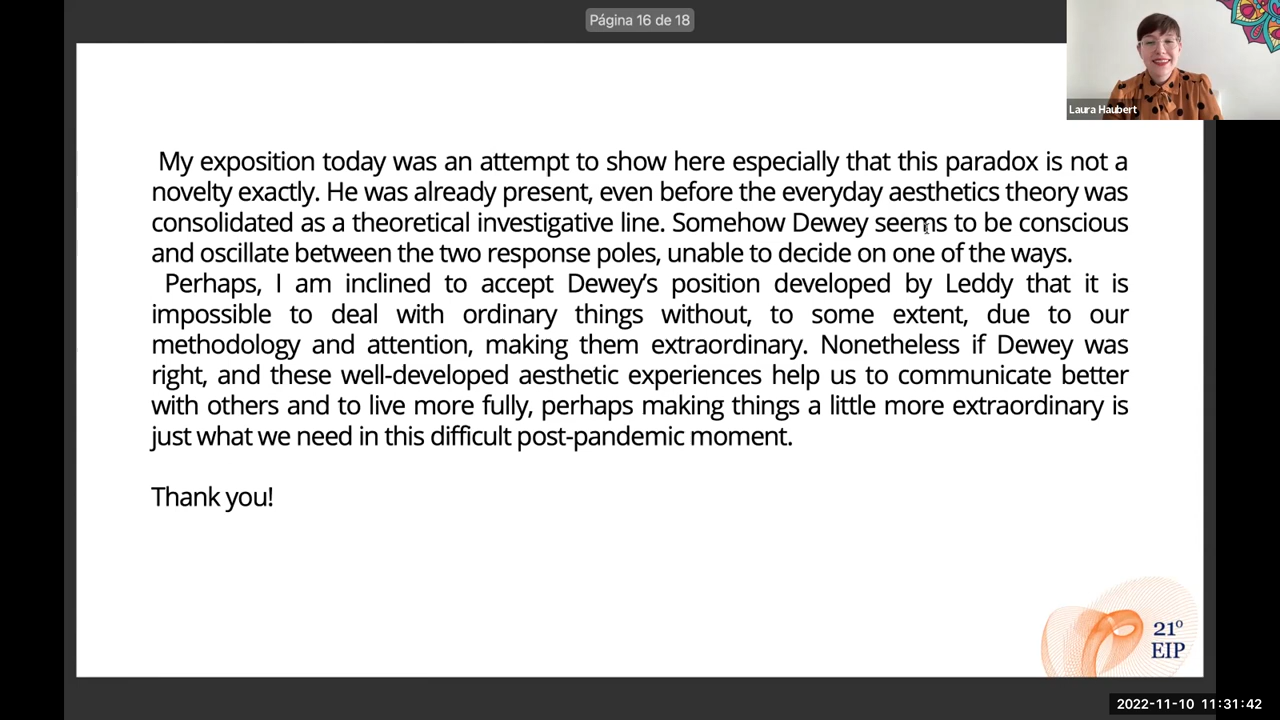 Página 16 de 18
Laura Haubert
My exposition today was an attempt to show here especially that this paradox is not a
novelty exactly. He was already present, even before the everyday aesthetics theory was
consolidated as a theoretical investigative line. Somehow Dewey seems to be conscious
and oscillate between the two response poles, unable to decide on one of the ways.
Perhaps, I am inclined to accept Dewey’s position developed by Leddy that it is
impossible to deal with ordinary things without, to some extent, due to our
methodology and attention, making them extraordinary. Nonetheless if Dewey was
right, and these well-developed aesthetic experiences help us to communicate better
with others and to live more fully, perhaps making things a little more extraordinary is
just what we need in this difficult post-pandemic moment.
Thank you!
21º
EIP
2022-11-10 11:31:42